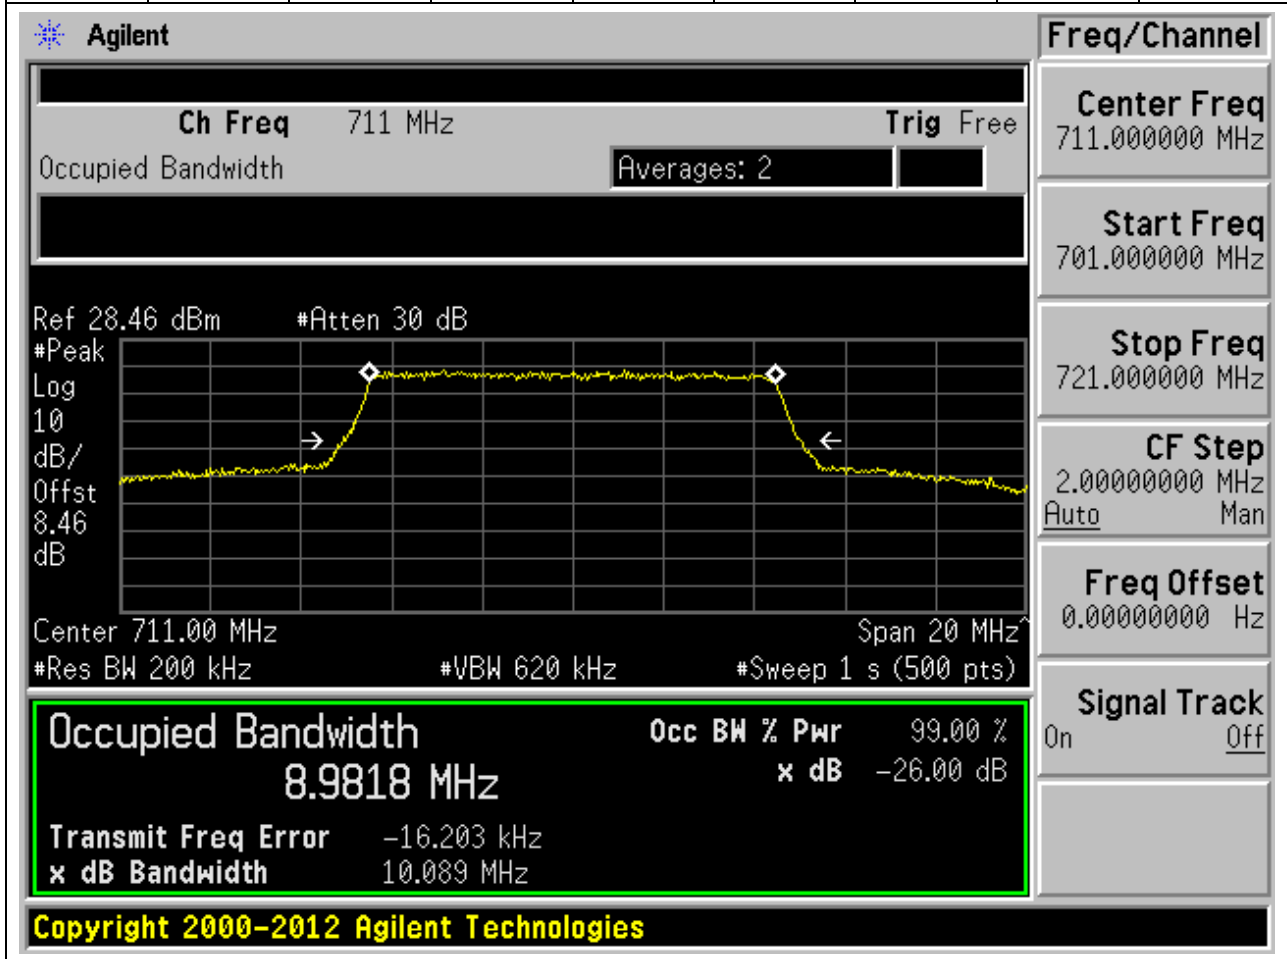 Agilent
Freq/Channel
Ch Freq 711 MHz Trig Free
Occupied Bandwidth Averages: 2
Center Freq
711.000000 MHz
Start Freq
701.000000 MHz
Stop Freq
721.000000 MHz
CF Step
2.00000000 MHz
Auto Man
Freq Offset
0.00000000 Hz
Signal Track
On Off
Ref 28.46 dBm #Atten 30 dB
#Peak
Log
10
dB/
Offst
8.46
dB
Center 711.00 MHz Span 20 MHz^
#Res BW 200 kHz #VBW 620 kHz #Sweep 1 s (500 pts)
Occupied Bandwidth
8.9818 MHz
Occ BW % Pwr 99.00 %
x dB -26.00 dB
Transmit Freq Error -16.203 kHz
x dB Bandwidth 10.089 MHz
Copyright 2000-2012 Agilent Technologies